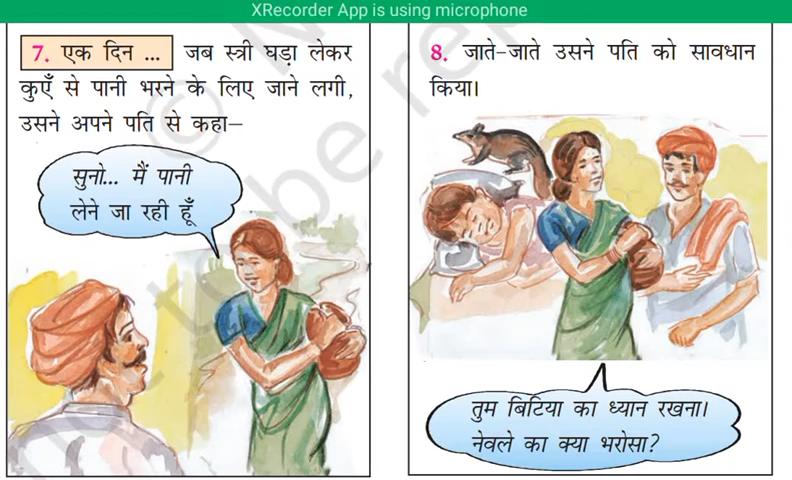 XRecorder App is using microphone
7. एक दिन ... जब स्त्री घड़ा लेकर
कुएँ से पानी भरने के लिए जाने लगी,
उसने अपने पति से कहा–
सुनो... मैं पानी
लेने जा रही हूँ
8. जाते-जाते उसने पति को सावधान
किया।
तुम बिटिया का ध्यान रखना।
नेवले का क्या भरोसा?